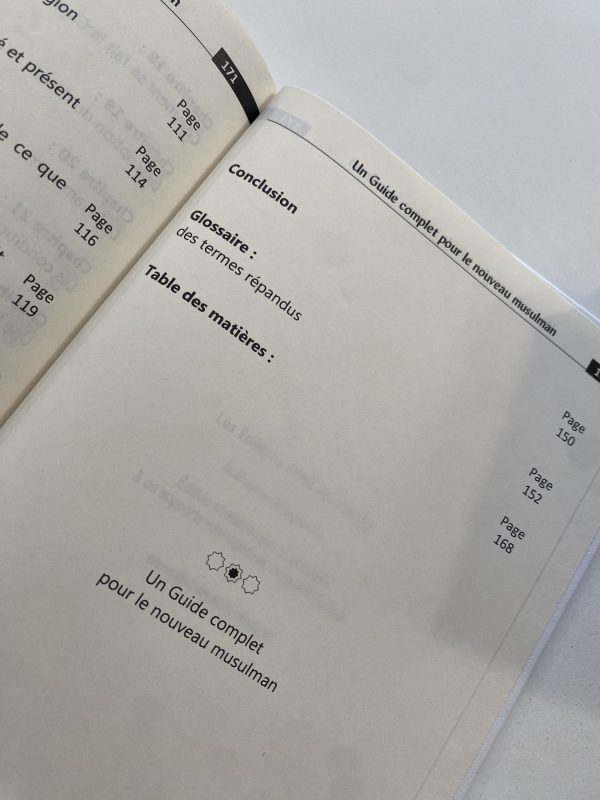 171
é et présent
ce que
Page
111
Page
114
Page
116
Page
119
Un Guide complet pour le nouveau musulman
Conclusion
Page
150
Glossaire :
des termes répandus
Page
152
Table des matières :
Page
168
Un Guide complet
pour le nouveau musulman